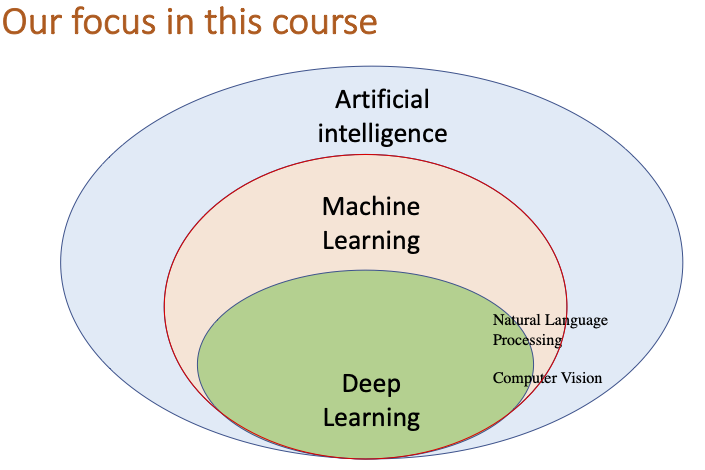 Our focus in this course
Artificial
intelligence
Machine
Learning
Natural Language
Processing
Computer Vision
Deep
Learning